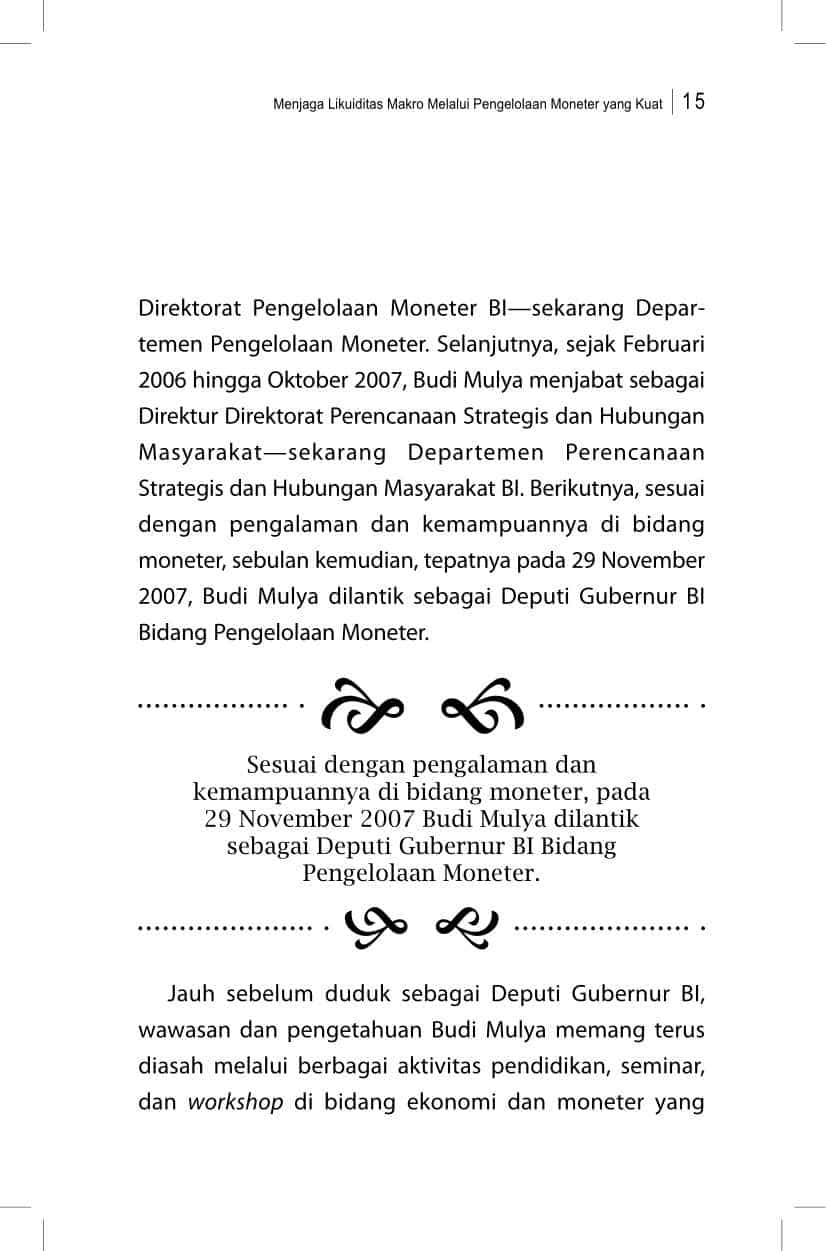 Menjaga Likuiditas Makro Melalui Pengelolaan Moneter yang Kuat 15
Direktorat Pengelolaan Moneter BI—sekarang Depar-
temen Pengelolaan Moneter. Selanjutnya, sejak Februari
2006 hingga Oktober 2007, Budi Mulya menjabat sebagai
Direktur Direktorat Perencanaan Strategis dan Hubungan
Masyarakat—sekarang Departemen Perencanaan
Strategis dan Hubungan Masyarakat BI. Berikutnya, sesuai
dengan pengalaman dan kemampuannya di bidang
moneter, sebulan kemudian, tepatnya pada 29 November
2007, Budi Mulya dilantik sebagai Deputi Gubernur BI
Bidang Pengelolaan Moneter.
Sesuai dengan pengalaman dan
kemampuannya di bidang moneter, pada
29 November 2007 Budi Mulya dilantik
sebagai Deputi Gubernur BI Bidang
Pengelolaan Moneter.
Jauh sebelum duduk sebagai Deputi Gubernur BI,
wawasan dan pengetahuan Budi Mulya memang terus
diasah melalui berbagai aktivitas pendidikan, seminar,
dan workshop di bidang ekonomi dan moneter yang